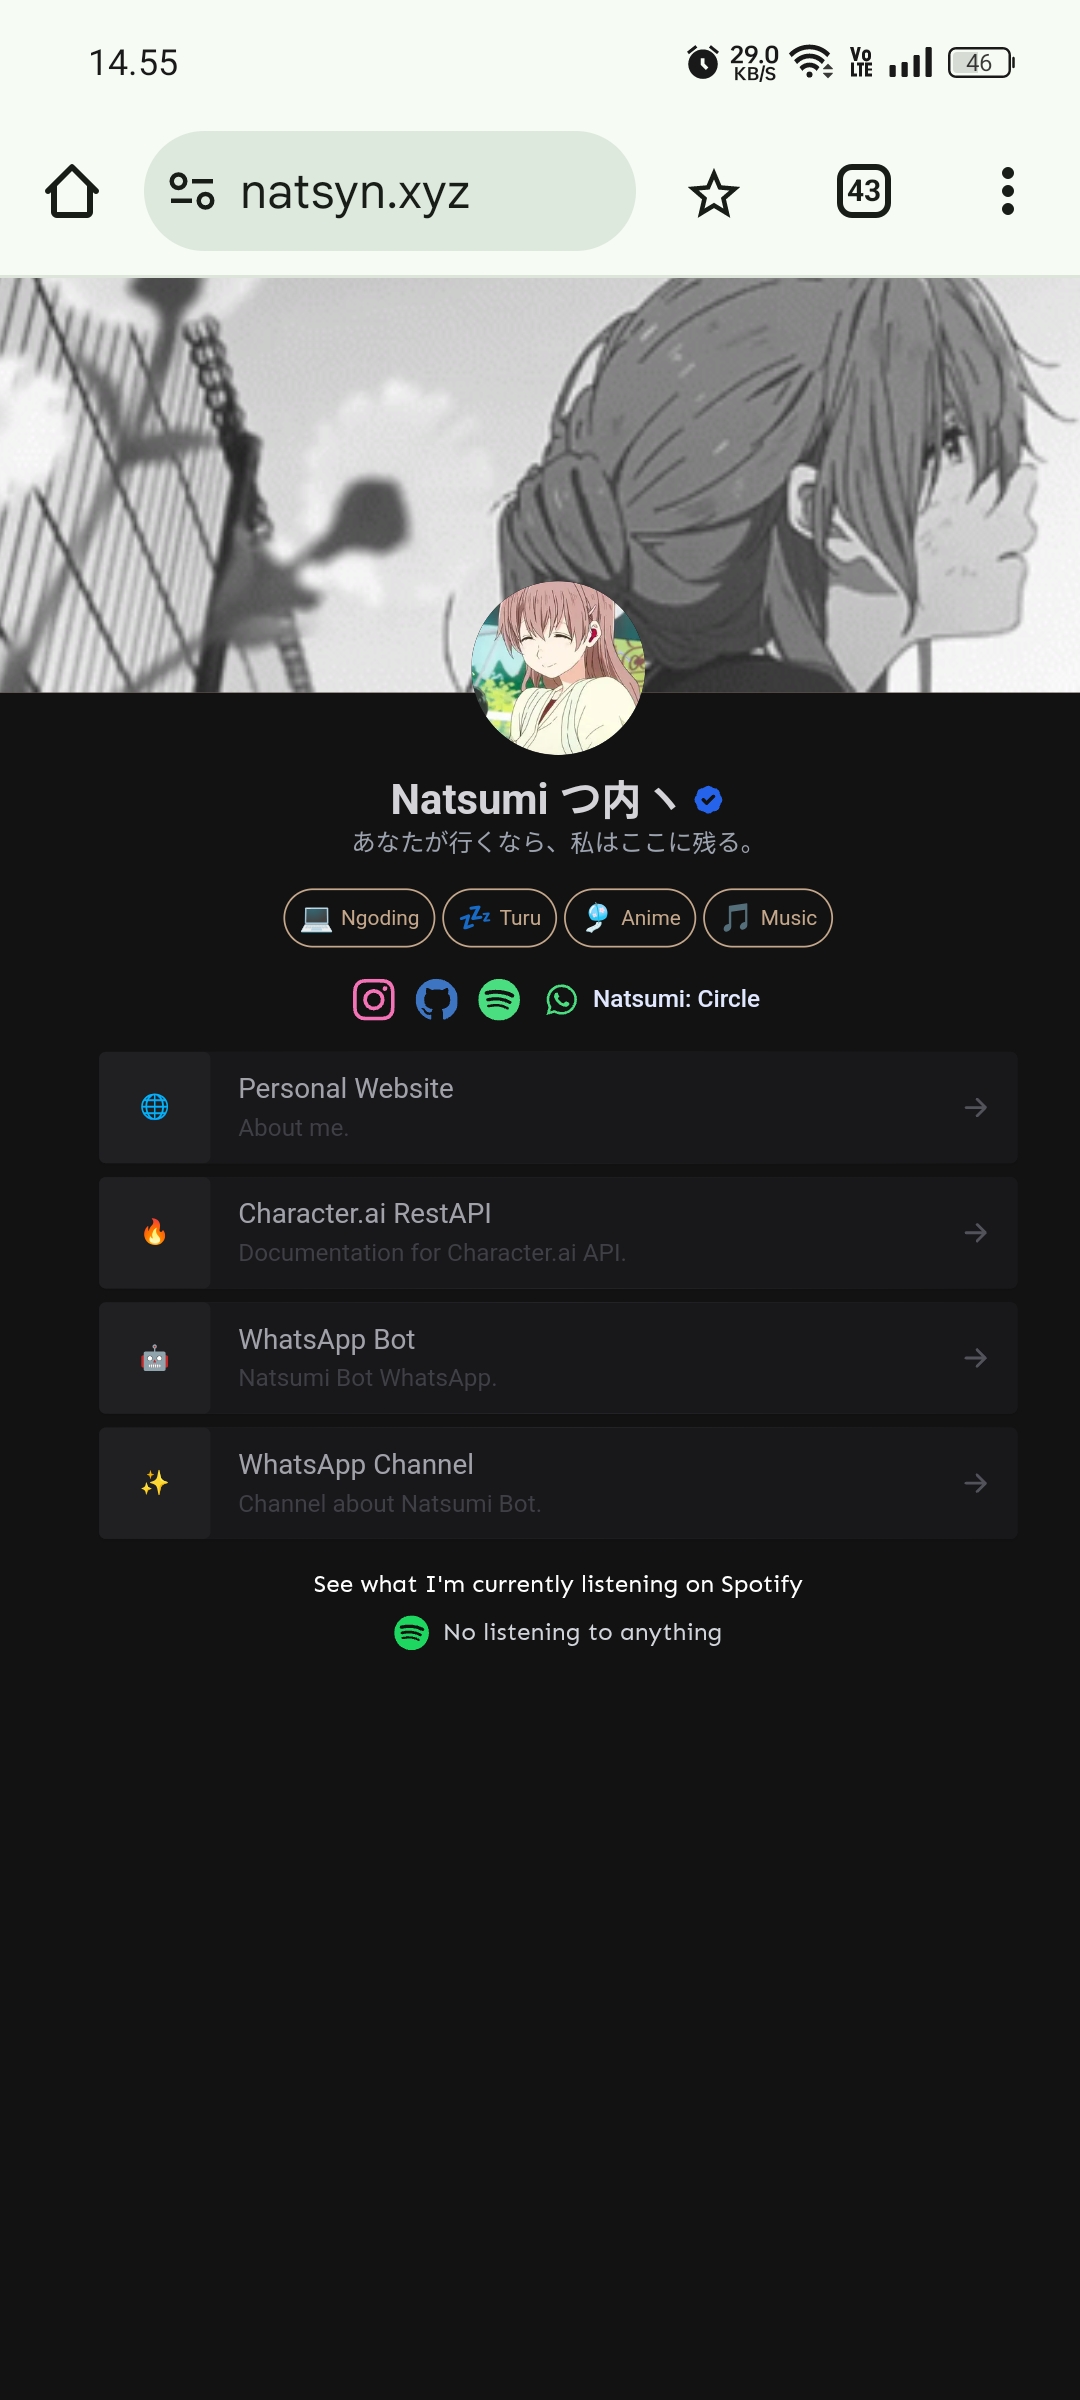 14.55
29.0
KB/S
Vo
LTE
46
natsyn.xyz
43
Natsumi つ内ヽ
あなたが行くなら、私はここに残る。
Ngoding
Turu
Anime
Music
Natsumi: Circle
Personal Website
About me.
Character.ai RestAPI
Documentation for Character.ai API.
WhatsApp Bot
Natsumi Bot WhatsApp.
WhatsApp Channel
Channel about Natsumi Bot.
See what I'm currently listening on Spotify
No listening to anything